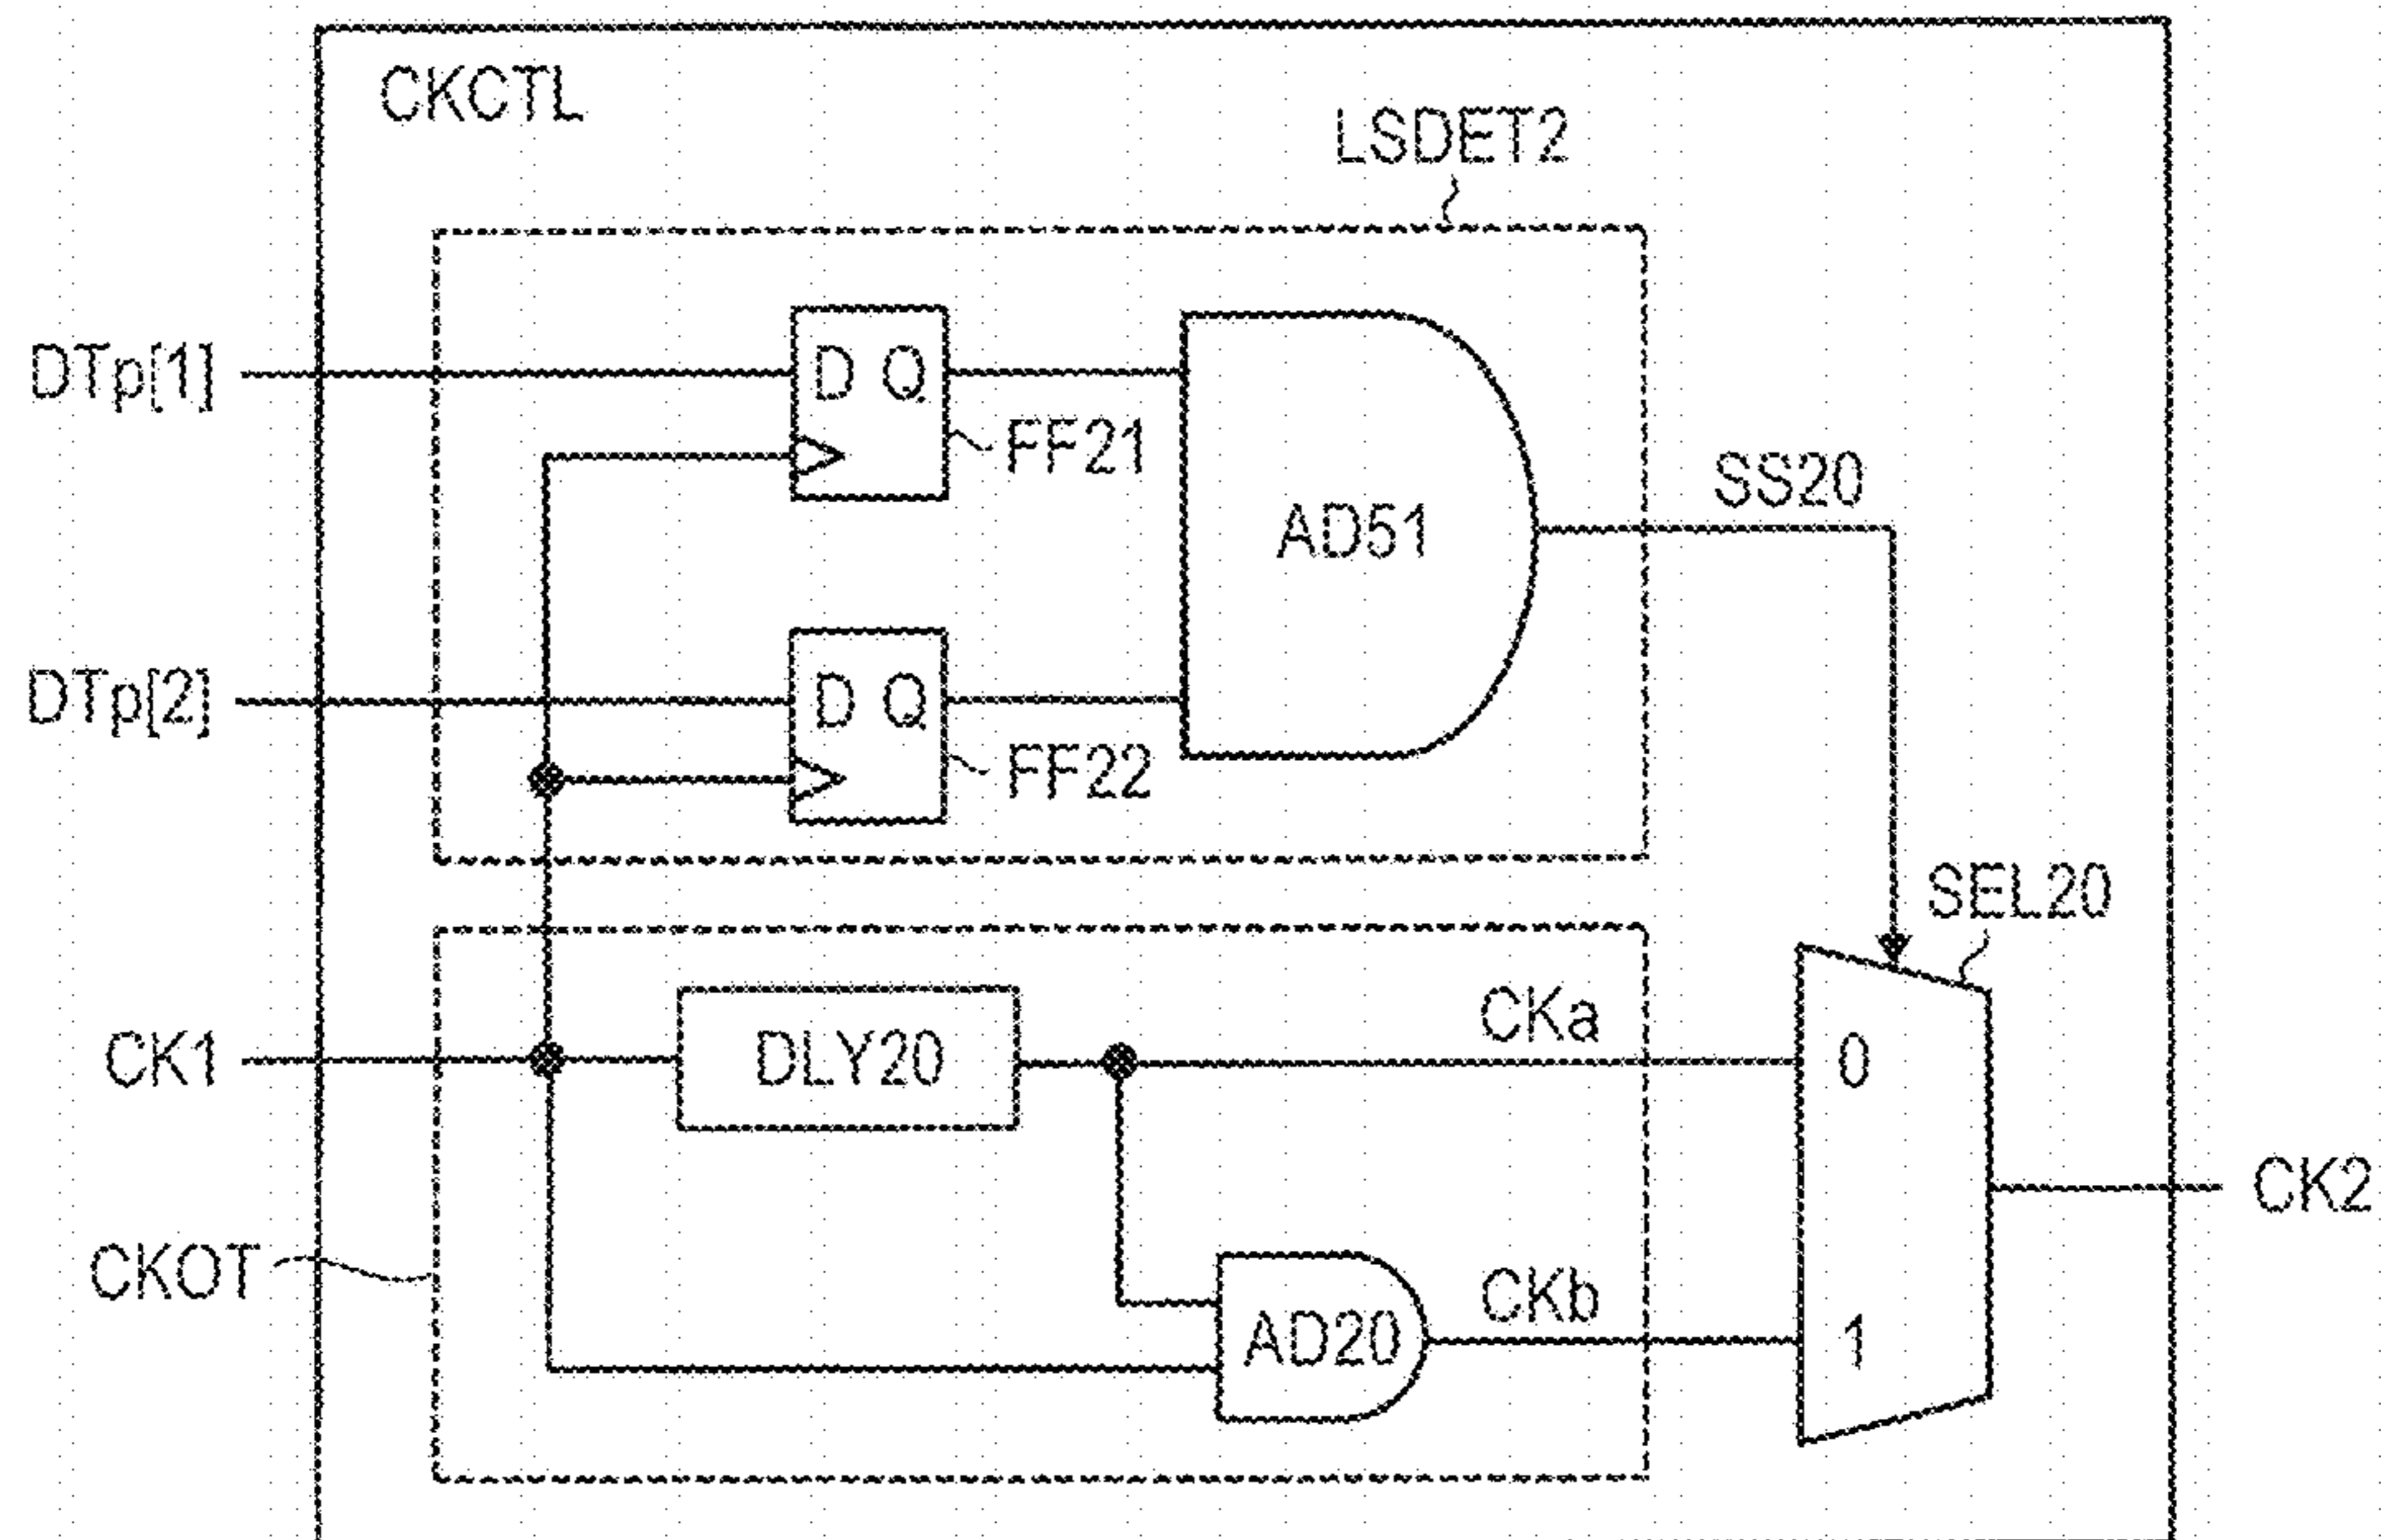 CKCTL
LSDET2
DTp[1]
D Q
FF21
AD51
SS20
DTp[2]
D Q
FF22
SEL20
CK1
DLY20
CKa
0
CK2
CKOT
AD20
CKb
1